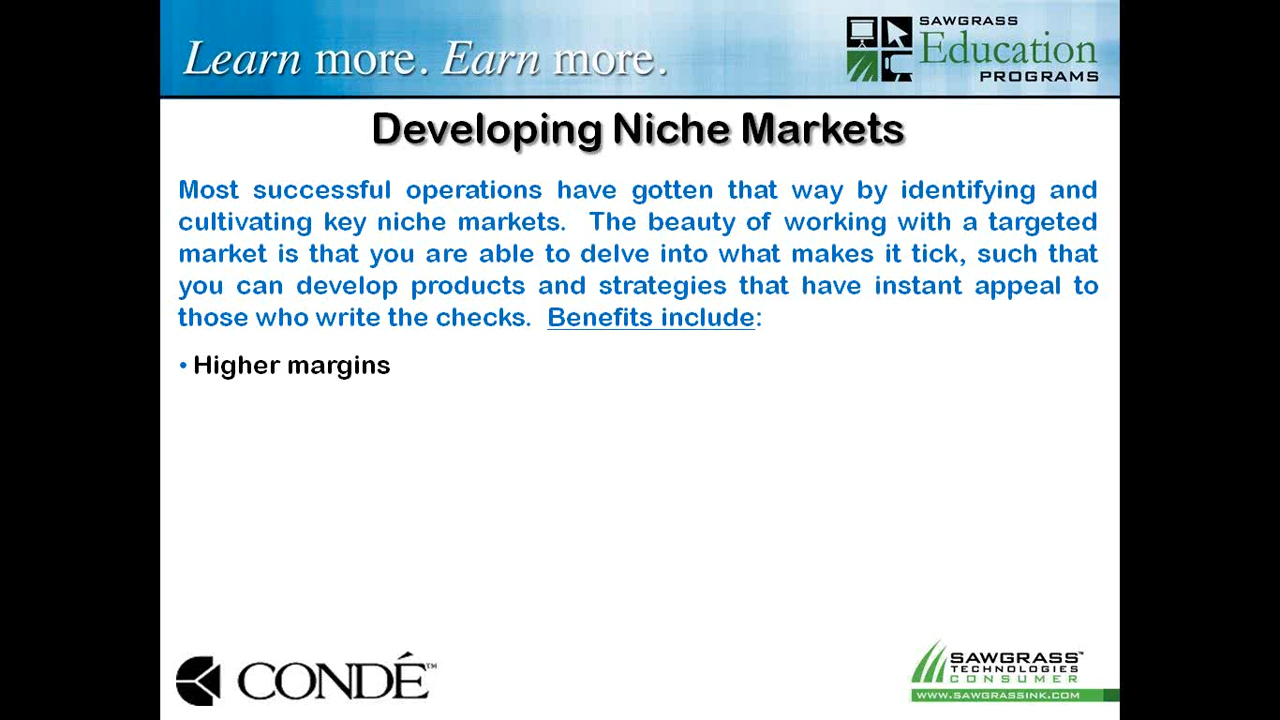 Learn more. Earn more.
SAWGRASS
Education
PROGRAMS
Developing Niche Markets
Most successful operations have gotten that way by identifying and
cultivating key niche markets.  The beauty of working with a targeted
market is that you are able to delve into what makes it tick, such that
you can develop products and strategies that have instant appeal to
those who write the checks.  Benefits include:
• Higher margins
CONDÉ™
SAWGRASS™
TECHNOLOGIES
CONSUMER
WWW.SAWGRASSINK.COM